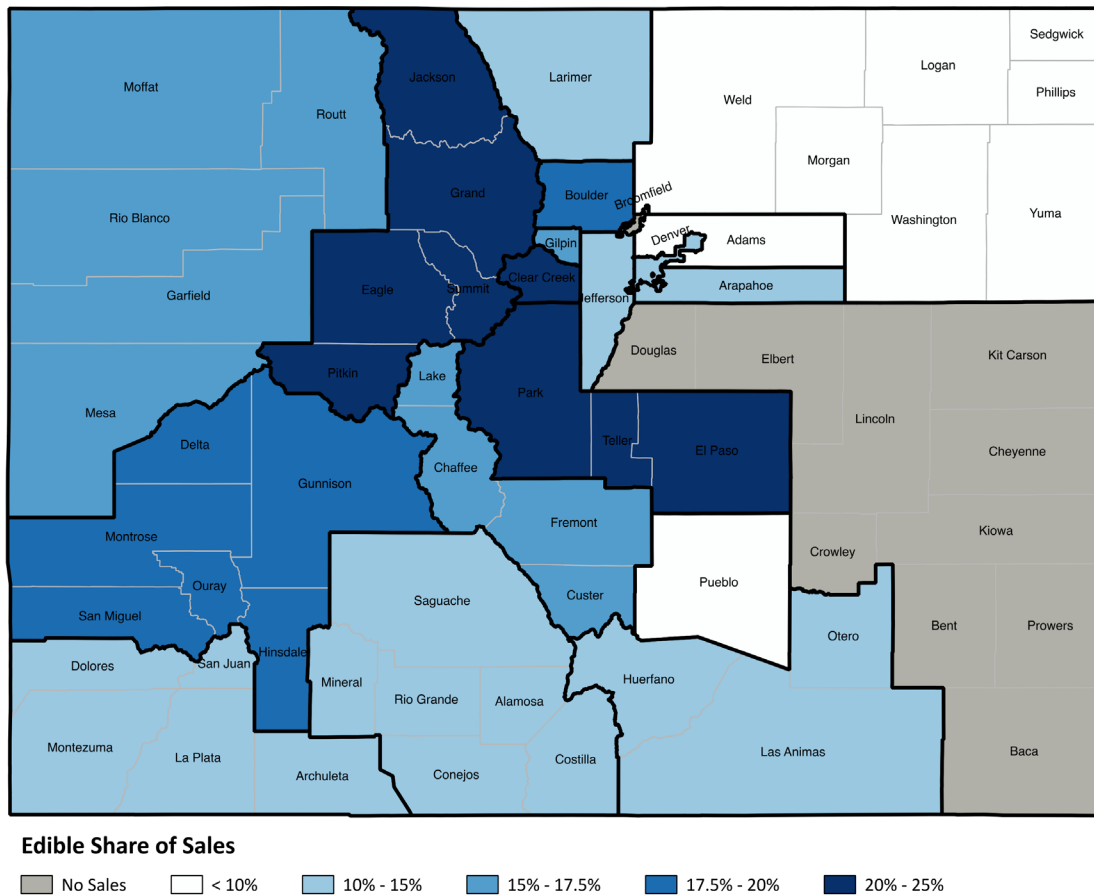 Sedgwick
Logan
Jackson
Larimer
Moffat
Phillips
Weld
Routt
Morgan
Grand
Boulder
Broomfield
Washington
Yuma
Rio Blanco
Denver
Adams
Gilpin
Clear Creek
Arapahoe
Eagle
Summit
Jefferson
Garfield
Douglas
Elbert
Kit Carson
Pitkin
Lake
Park
Mesa
Lincoln
Delta
Teller
El Paso
Cheyenne
Chaffee
Gunnison
Fremont
Kiowa
Montrose
Crowley
Ouray
Pueblo
Custer
Saguache
San Miguel
Otero
Bent
Prowers
Hinsdale
San Juan
Dolores
Mineral
Huerfano
Rio Grande
Alamosa
Montezuma
La Plata
Costilla
Las Animas
Baca
Archuleta
Conejos
Edible Share of Sales
No Sales
< 10%
10% - 15%
15% - 17.5%
17.5% - 20%
20% - 25%